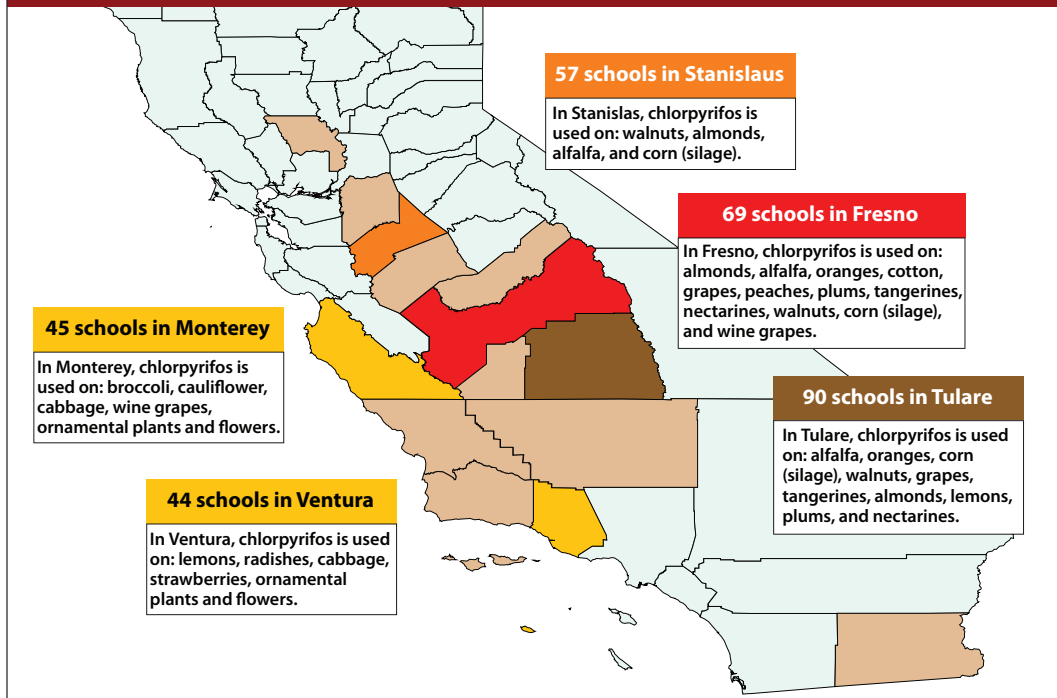 57 schools in Stanislaus
In Stanislas, chlorpyrifos is
used on: walnuts, almonds,
alfalfa, and corn (silage).
69 schools in Fresno
In Fresno, chlorpyrifos is used on:
almonds, alfalfa, oranges, cotton,
grapes, peaches, plums, tangerines,
nectarines, walnuts, corn (silage),
and wine grapes.
45 schools in Monterey
In Monterey, chlorpyrifos is
used on: broccoli, cauliflower,
cabbage, wine grapes,
ornamental plants and flowers.
90 schools in Tulare
In Tulare, chlorpyrifos is used
on: alfalfa, oranges, corn
(silage), walnuts, grapes,
tangerines, almonds, lemons,
plums, and nectarines.
44 schools in Ventura
In Ventura, chlorpyrifos is used
on: lemons, radishes, cabbage,
strawberries, ornamental
plants and flowers.